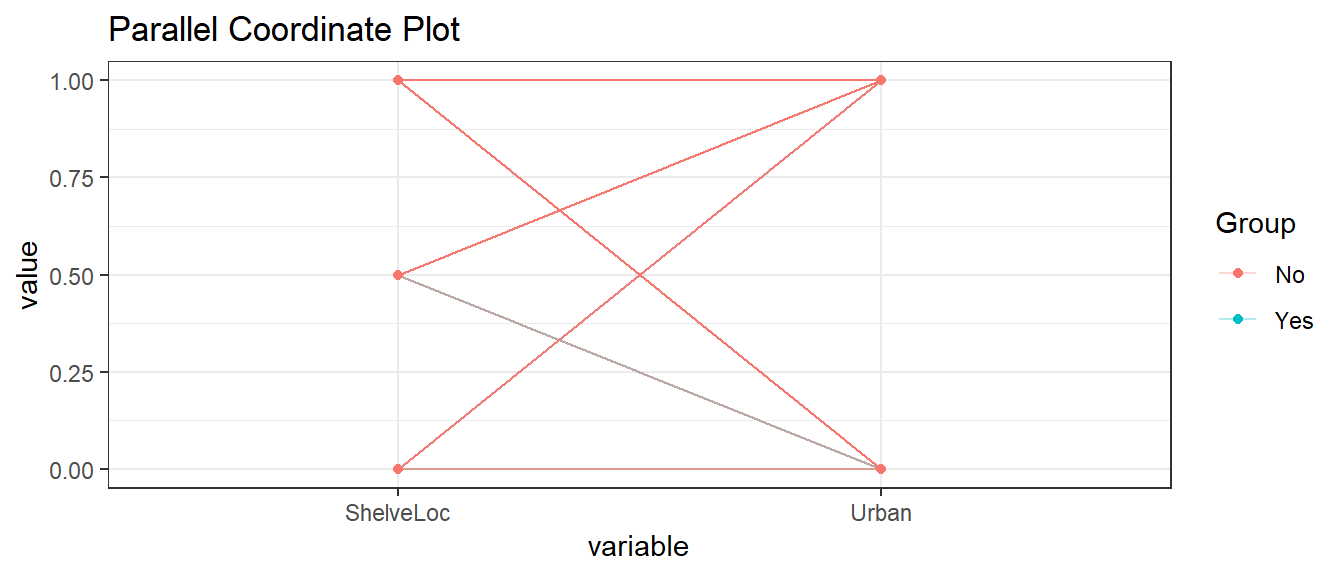 Parallel Coordinate Plot
value
1.00
0.75
0.50
0.25
0.00
ShelveLoc
Urban
variable
Group
No
Yes